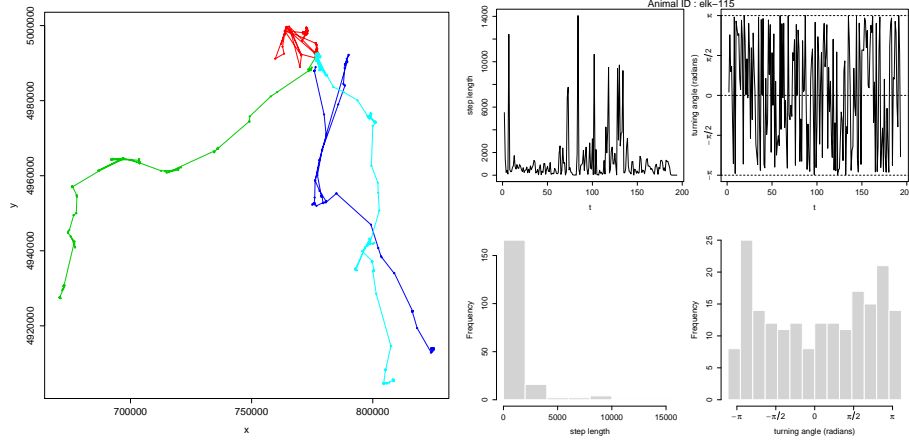 Animal ID : elk−115
5000000
4980000
4960000
4940000
4920000
y
700000
750000
800000
x
14000
10000
6000
2000
0
step length
0
50
100
150
200
t
π
π/2
0
−π/2
−π
turning angle (radians)
0
50
100
150
200
t
150
100
50
0
Frequency
0
5000
10000
15000
step length
25
20
15
10
5
0
Frequency
−π
−π/2
0
π/2
π
turning angle (radians)